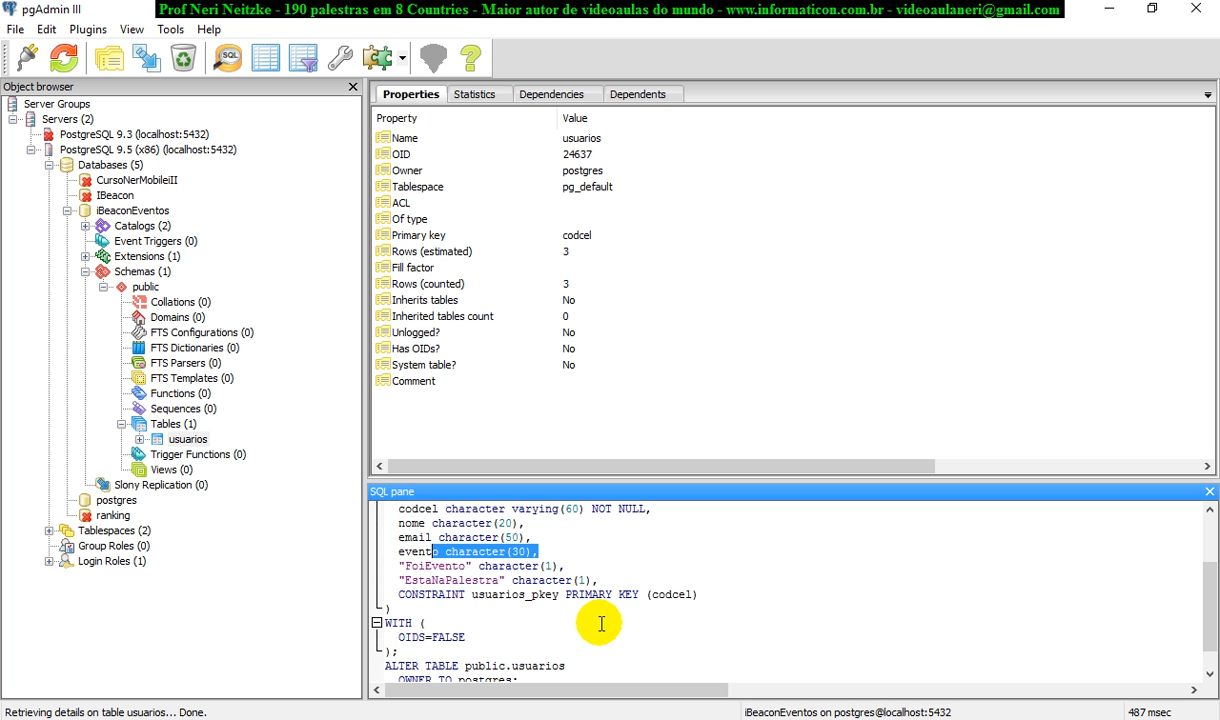 pgAdmin III
Prof Neri Neitzke - 190 palestras em 8 Countries - Maior autor de videoaulas do mundo - www.informaticon.com.br - videoaulaneri@gmail.com
File Edit Plugins View Tools Help
SQL
Object browser
Server Groups
Servers (2)
PostgreSQL 9.3 (localhost:5432)
PostgreSQL 9.5 (x86) (localhost:5432)
Databases (5)
CursoNerMobileII
IBeacon
iBeaconEventos
Catalogs (2)
Event Triggers (0)
Extensions (1)
Schemas (1)
public
Collations (0)
Domains (0)
FTS Configurations (0)
FTS Dictionaries (0)
FTS Parsers (0)
FTS Templates (0)
Functions (0)
Sequences (0)
Tables (1)
usuarios
Trigger Functions (0)
Views (0)
Slony Replication (0)
postgres
ranking
Tablespaces (2)
Group Roles (0)
Login Roles (1)
Properties Statistics Dependencies Dependents
Property Value
Name usuarios
OID 24637
Owner postgres
Tablespace pg_default
ACL
Of type
Primary key codcel
Rows (estimated) 3
Fill factor
Rows (counted) 3
Inherits tables No
Inherited tables count 0
Unlogged? No
Has OIDs? No
System table? No
Comment
SQL pane
codcel character varying(60) NOT NULL,
nome character(20),
email character(50),
evento character(30),
"FoiEvento" character(1),
"EstaNaPalestra" character(1),
CONSTRAINT usuarios_pkey PRIMARY KEY (codcel)
)
WITH (
OIDS=FALSE
);
ALTER TABLE public.usuarios
OWNER TO postgres;
Retrieving details on table usuarios... Done. iBeaconEventos on postgres@localhost:5432 487 msec